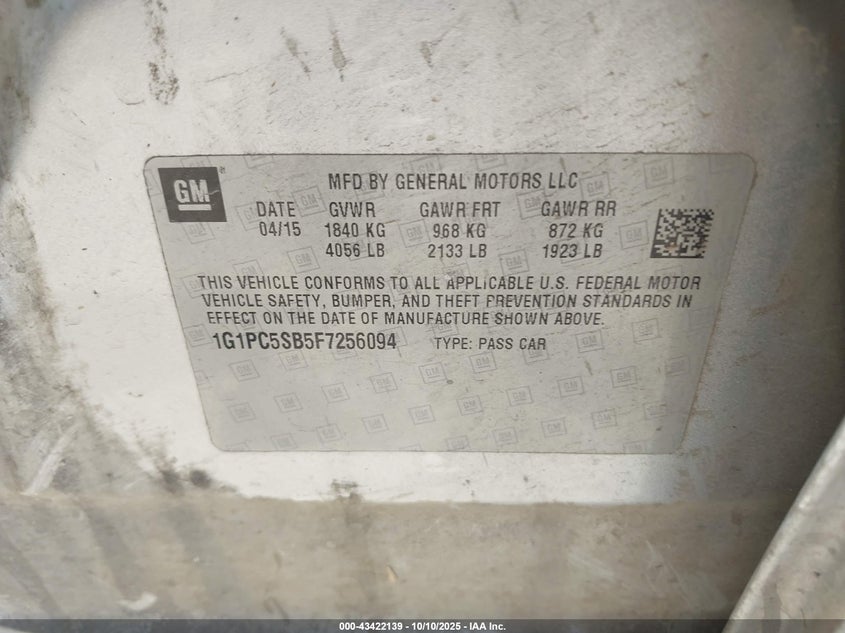 GM
MFD BY GENERAL MOTORS LLC
DATE GVWR GAWR FRT GAWR RR
04/15 1840 KG 968 KG 872 KG
4056 LB 2133 LB 1923 LB
THIS VEHICLE CONFORMS TO ALL APPLICABLE U.S. FEDERAL MOTOR
VEHICLE SAFETY, BUMPER, AND THEFT PREVENTION STANDARDS IN
EFFECT ON THE DATE OF MANUFACTURE SHOWN ABOVE.
1G1PC5SB5F7256094 TYPE: PASS CAR
000-43422139 - 10/10/2025 - IAA Inc.